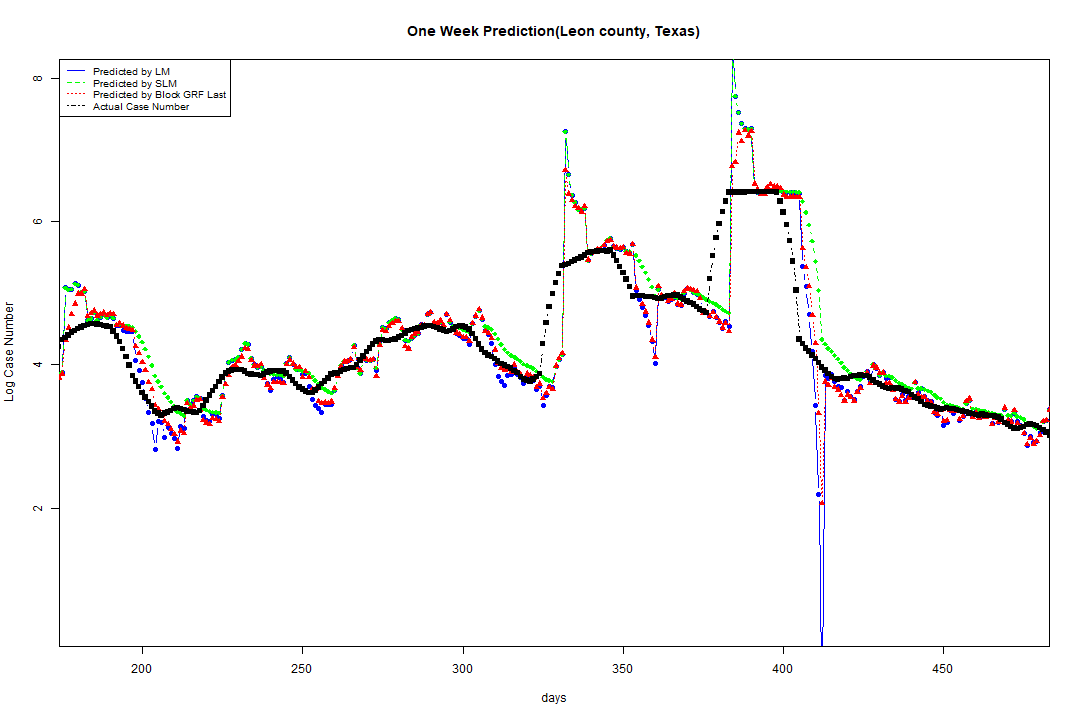 One Week Prediction(Leon county, Texas)
Predicted by LM
Predicted by SLM
Predicted by Block GRF Last
Actual Case Number
Log Case Number
8
6
4
2
200 250 300 350 400 450
days